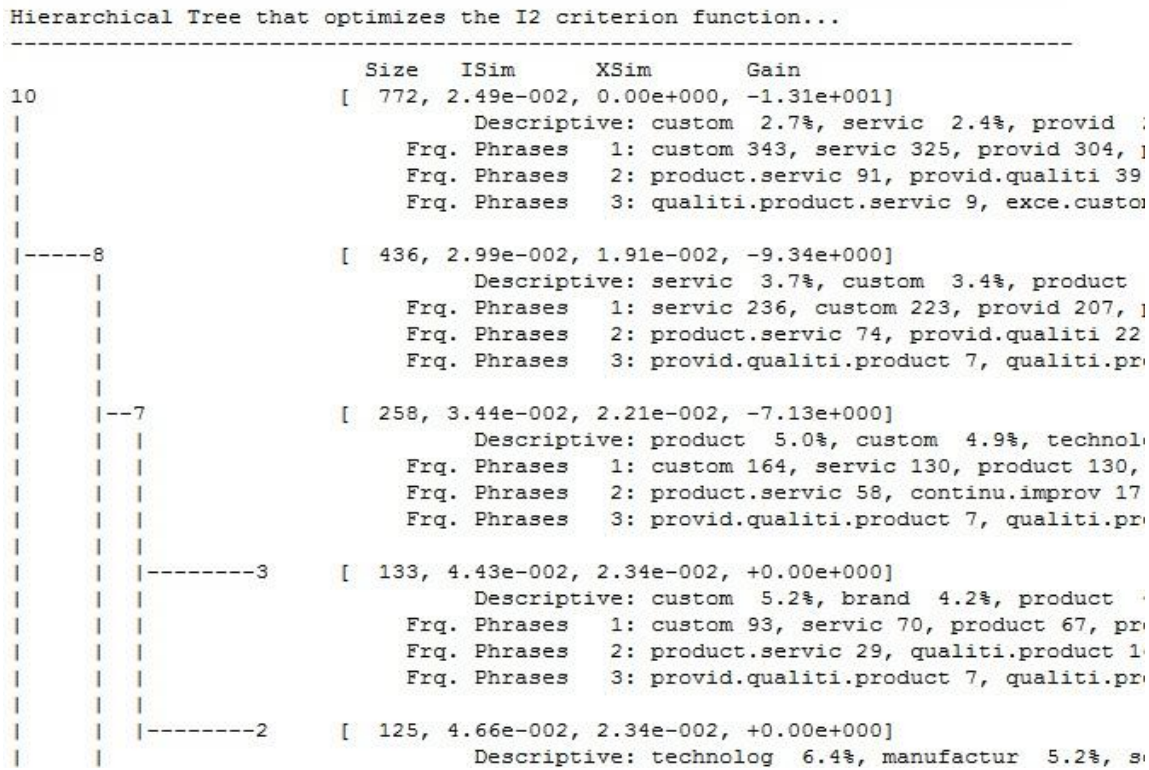 Hierarchical Tree that optimizes the I2 criterion function...
Size ISim XSim Gain
10 [ 772, 2.49e-002, 0.00e+000, -1.31e+001]
Descriptive: custom 2.7%, servic 2.4%, provid
Frq. Phrases 1: custom 343, servic 325, provid 304,
Frq. Phrases 2: product.servic 91, provid.qualiti 39
Frq. Phrases 3: qualiti.product.servic 9, exce.custo
|-----8 [ 436, 2.99e-002, 1.91e-002, -9.34e+000]
Descriptive: servic 3.7%, custom 3.4%, product
Frq. Phrases 1: servic 236, custom 223, provid 207,
Frq. Phrases 2: product.servic 74, provid.qualiti 22
Frq. Phrases 3: provid.qualiti.product 7, qualiti.pr
|--7 [ 258, 3.44e-002, 2.21e-002, -7.13e+000]
Descriptive: product 5.0%, custom 4.9%, technol
Frq. Phrases 1: custom 164, servic 130, product 130,
Frq. Phrases 2: product.servic 58, continu.improv 17
Frq. Phrases 3: provid.qualiti.product 7, qualiti.pr
|--------3 [ 133, 4.43e-002, 2.34e-002, +0.00e+000]
Descriptive: custom 5.2%, brand 4.2%, product
Frq. Phrases 1: custom 93, servic 70, product 67, pr
Frq. Phrases 2: product.servic 29, qualiti.product 1
Frq. Phrases 3: provid.qualiti.product 7, qualiti.pr
|--------2 [ 125, 4.66e-002, 2.34e-002, +0.00e+000]
Descriptive: technolog 6.4%, manufactur 5.2%, s